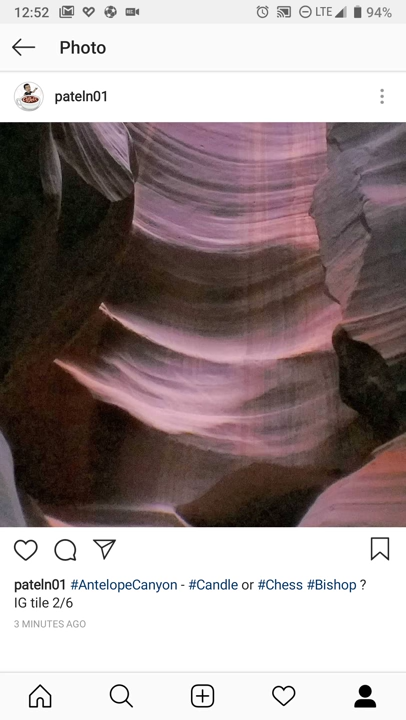 12:52 LTE 94%
Photo
pateln01
pateln01 #AntelopeCanyon - #Candle or #Chess #Bishop ?
IG tile 2/6
3 MINUTES AGO